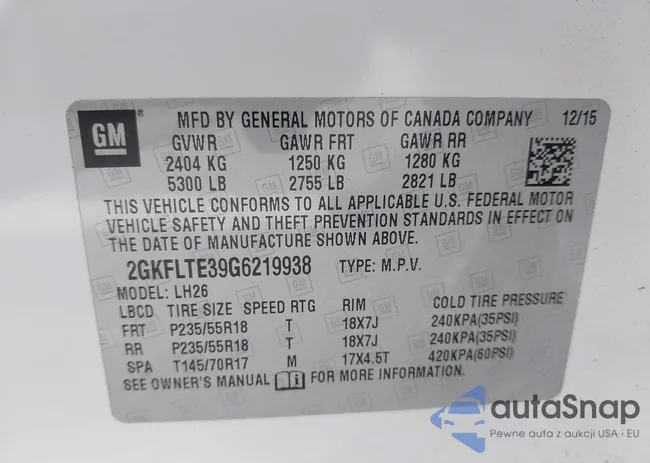 GM
MFD BY GENERAL MOTORS OF CANADA COMPANY 12/15
GVWR GAWR FRT GAWR RR
2404 KG 1250 KG 1280 KG
5300 LB 2755 LB 2821 LB
THIS VEHICLE CONFORMS TO ALL APPLICABLE U.S. FEDERAL MOTOR
VEHICLE SAFETY AND THEFT PREVENTION STANDARDS IN EFFECT ON
THE DATE OF MANUFACTURE SHOWN ABOVE.
2GKFLTE39G6219938 TYPE: M.P.V.
MODEL: LH26
LBCD TIRE SIZE SPEED RTG RIM COLD TIRE PRESSURE
FRT P235/55R18 T 18X7J 240KPA(35PSI)
RR P235/55R18 T 18X7J 240KPA(35PSI)
SPA T145/70R17 M 17X4.5T 420KPA(60PSI)
SEE OWNER'S MANUAL FOR MORE INFORMATION.
autaSnap
Pewne auta z aukcji USA i EU